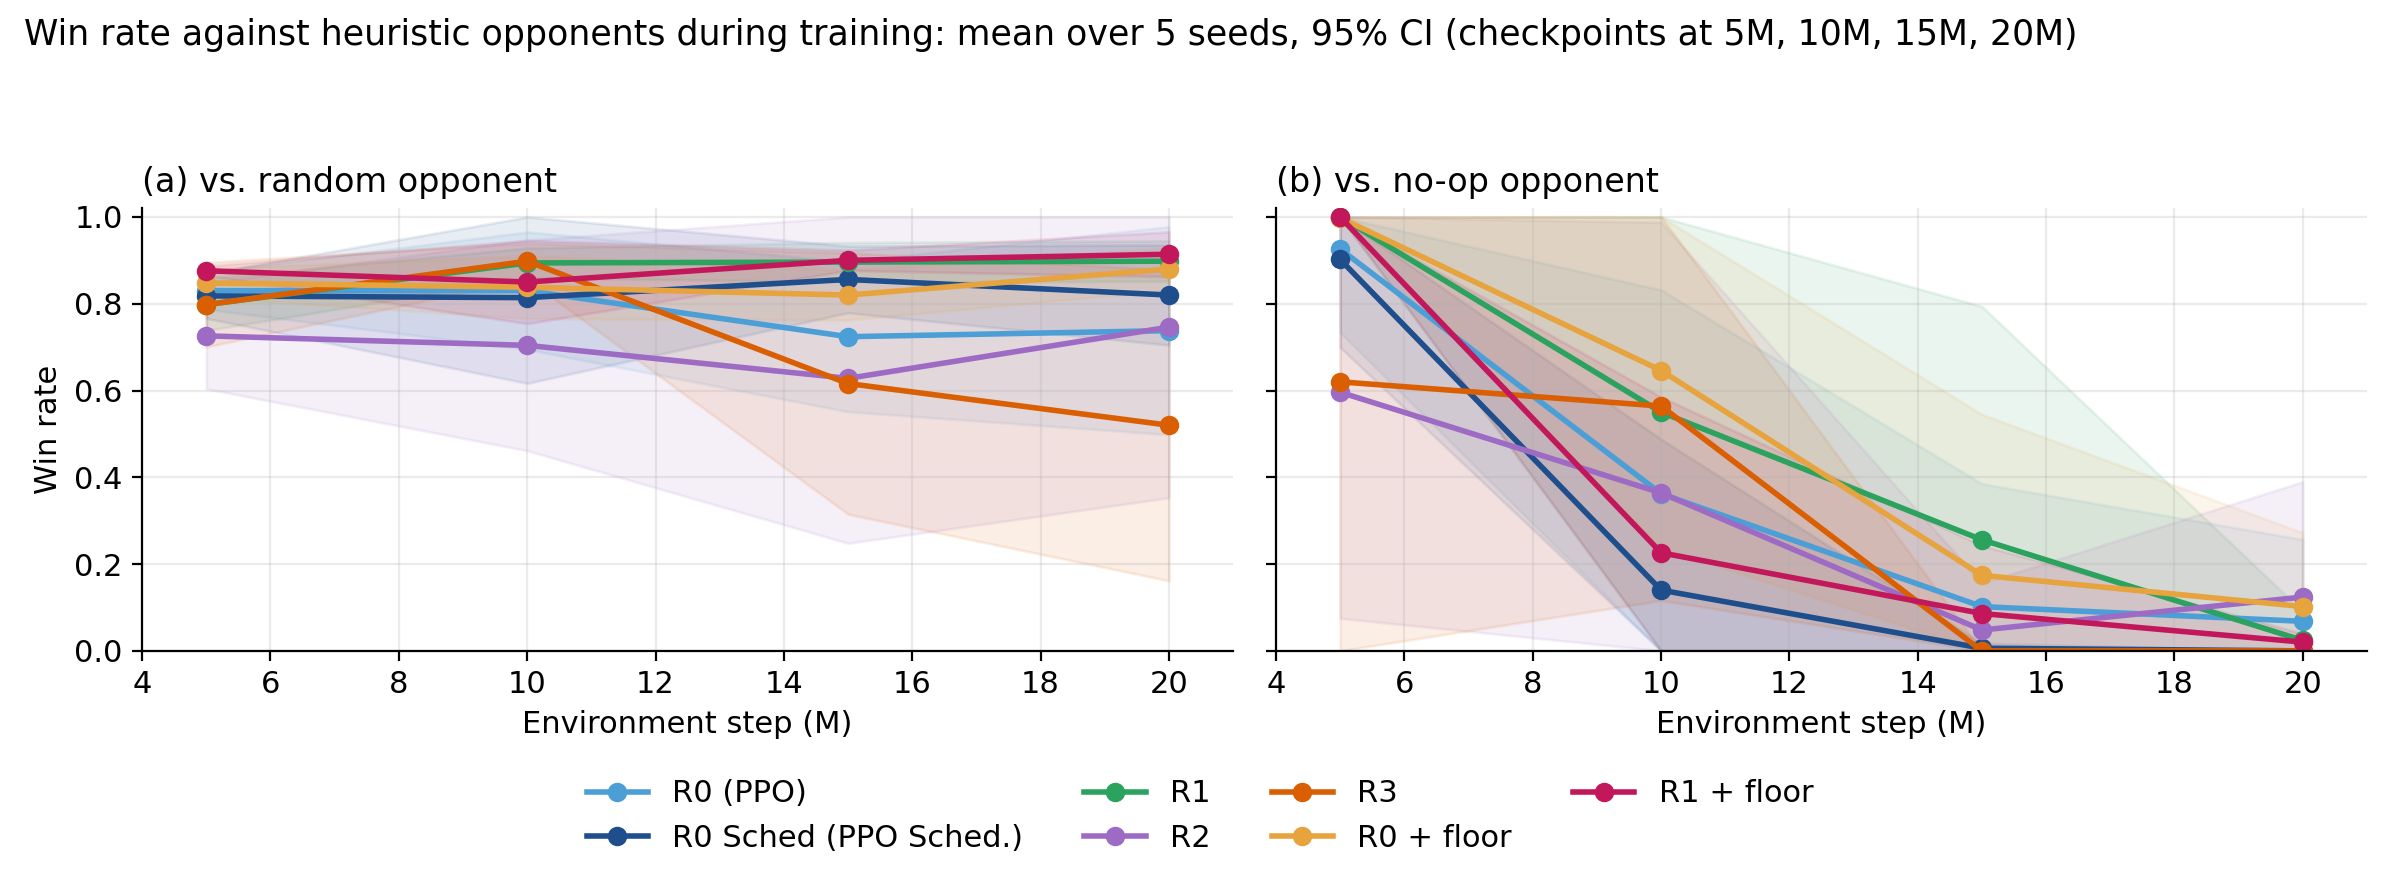 Win rate against heuristic opponents during training: mean over 5 seeds, 95% CI (checkpoints at 5M, 10M, 15M, 20M)
(a) vs. random opponent
Win rate
1.0
0.8
0.6
0.4
0.2
0.0
4 6 8 10 12 14 16 18 20
Environment step (M)
(b) vs. no-op opponent
4 6 8 10 12 14 16 18 20
Environment step (M)
R0 (PPO)
R0 Sched (PPO Sched.)
R1
R2
R3
R0 + floor
R1 + floor